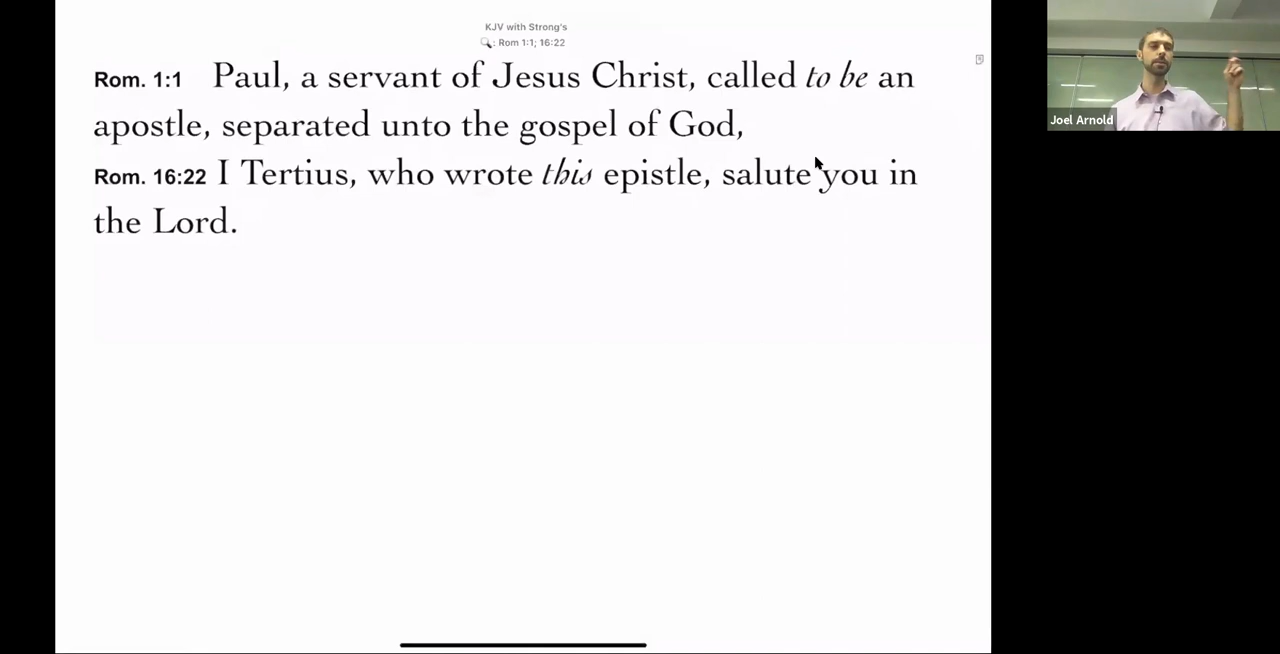 KJV with Strong's
: Rom 1:1; 16:22
Rom. 1:1 Paul, a servant of Jesus Christ, called to be an
apostle, separated unto the gospel of God,
Rom. 16:22 I Tertius, who wrote this epistle, salute you in
the Lord.
Joel Arnold